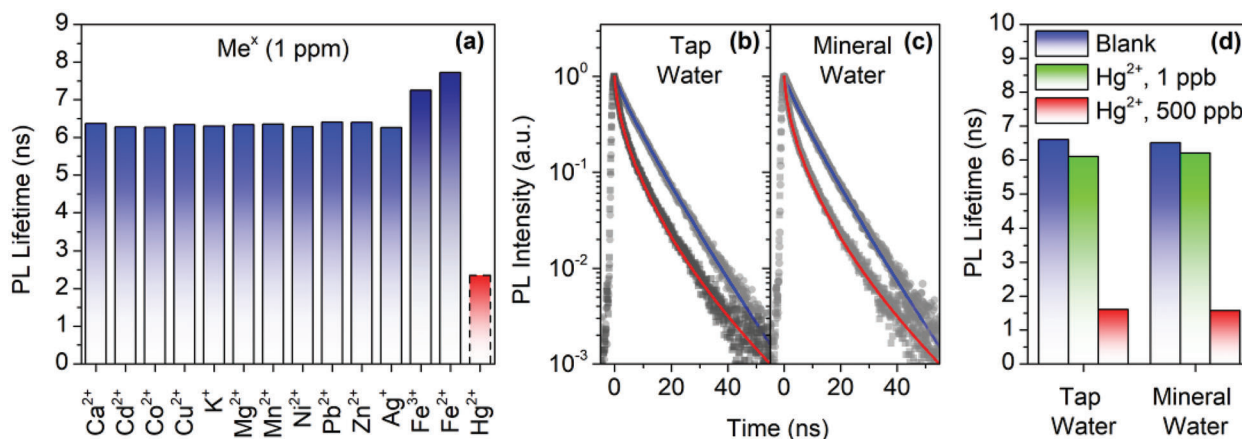 (a)
Me^x (1 ppm)
PL Lifetime (ns)
9
8
7
6
5
4
3
2
1
0
Ca²⁺
Cd²⁺
Co²⁺
Cu²⁺
K⁺
Mg²⁺
Mn²⁺
Ni²⁺
Pb²⁺
Zn²⁺
Ag⁺
Fe³⁺
Fe²⁺
Hg²⁺
(b)
Tap
Water
(c)
Mineral
Water
PL Intensity (a.u.)
10⁰
10⁻¹
10⁻²
10⁻³
0 20 40
0 20 40
Time (ns)
(d)
Blank
Hg²⁺, 1 ppb
Hg²⁺, 500 ppb
PL Lifetime (ns)
10
9
8
7
6
5
4
3
2
1
0
Tap
Water
Mineral
Water